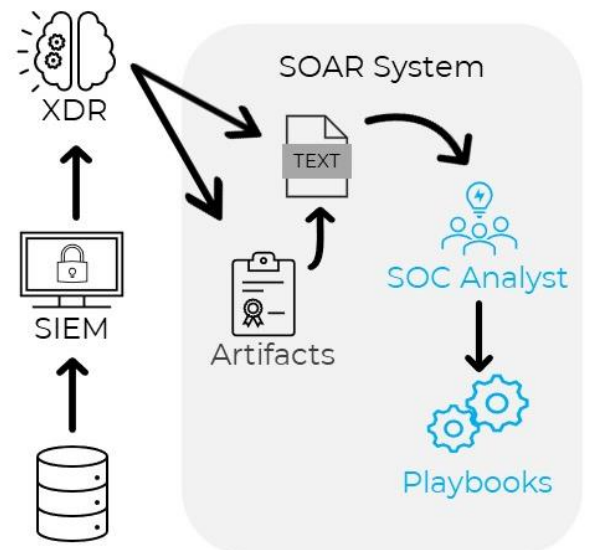 SOAR System
XDR
TEXT
SIEM
SOC Analyst
Artifacts
Playbooks